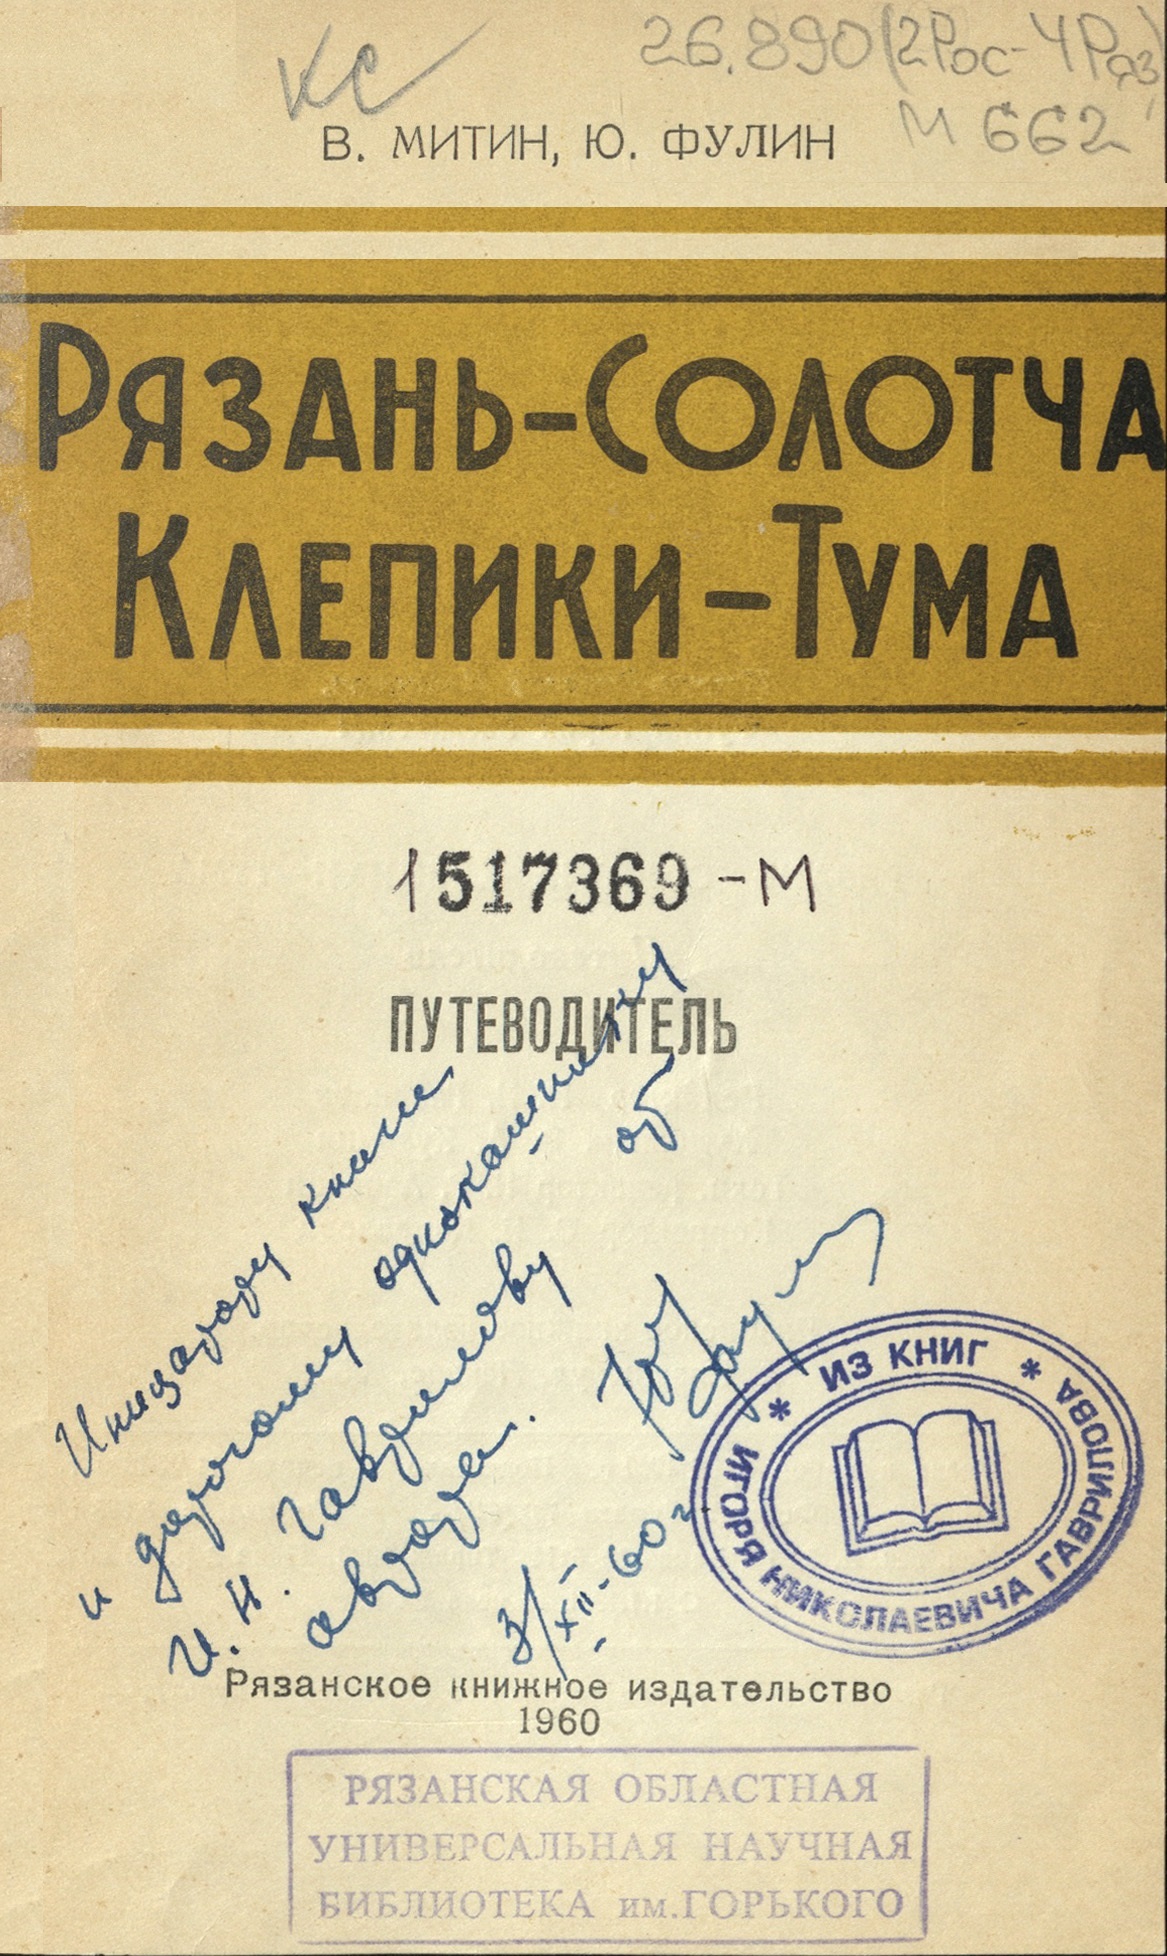 КС
26.890(2Рос-4Ряз)
М 662
В. МИТИН, Ю. ФУЛИН
РЯЗАНЬ-СОЛОТЧА
КЛЕПИКИ-ТУМА
1517369-М
ПУТЕВОДИТЕЛЬ
Инициатору книги
и дорогому однокашнику
И. Н. Гаврилову от
автора.
3/XII-60 г
* ИЗ КНИГ *
ИГОРЯ НИКОЛАЕВИЧА ГАВРИЛОВА
Рязанское книжное издательство
1960
РЯЗАНСКАЯ ОБЛАСТНАЯ
УНИВЕРСАЛЬНАЯ НАУЧНАЯ
БИБЛИОТЕКА им.ГОРЬКОГО